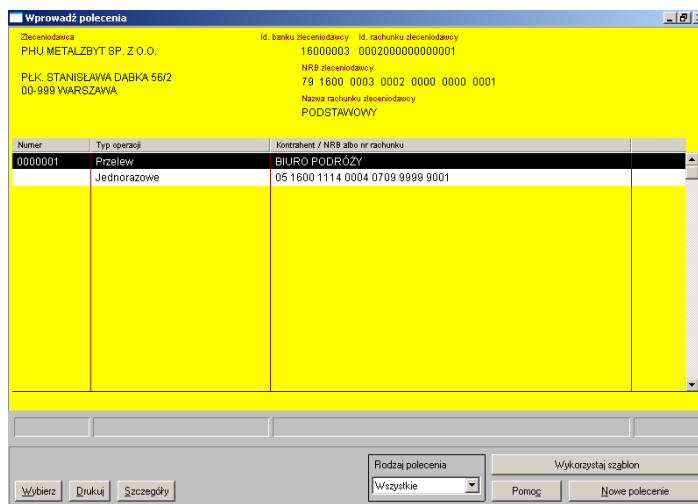 Wprowadź polecenia
Zleceniodawca
Id. banku zleceniodawcy Id. rachunku zleceniodawcy
PHU METALZBYT SP. Z O.O.
16000003 0002000000000001
NRB zleceniodawcy
PŁK. STANISŁAWA DĄBKA 56/2
79 1600 0003 0002 0000 0000 0001
00-999 WARSZAWA
Nazwa rachunku zleceniodawcy
PODSTAWOWY
Numer Typ operacji Kontrahent / NRB albo nr rachunku
0000001 Przelew BIURO PODRÓŻY
Jednorazowe 05 1600 1114 0004 0709 9999 9001
Rodzaj polecenia
Wykorzystaj szablon
Wybierz Drukuj Szczegóły Wszystkie Pomoc Nowe polecenie